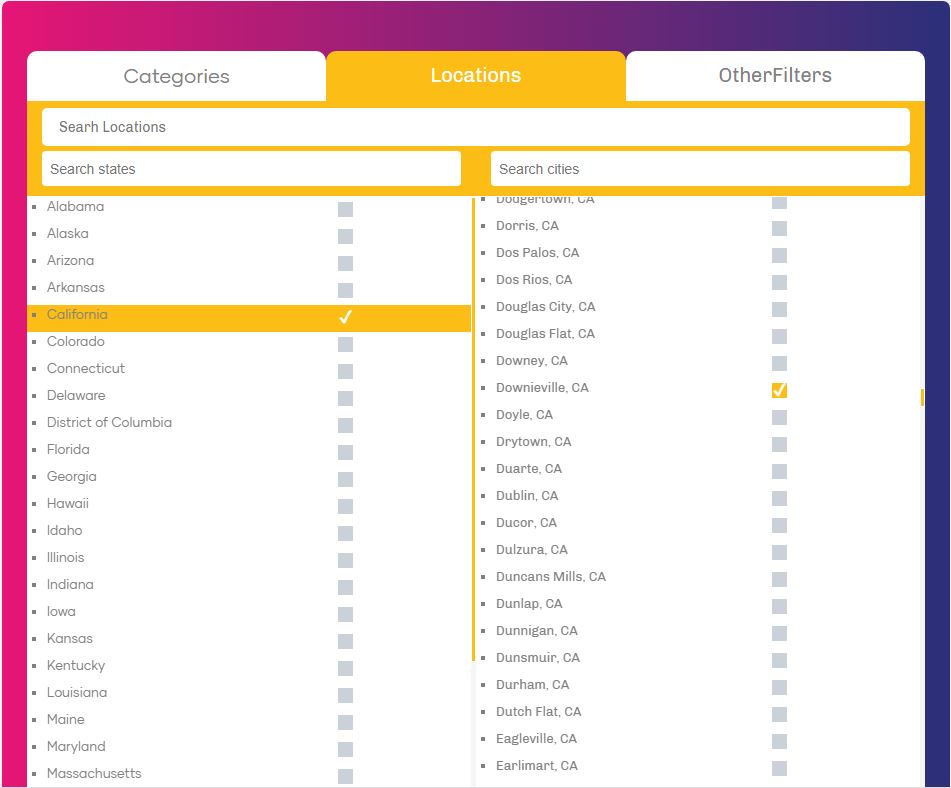 Categories
Locations
OtherFilters
Searh Locations
Search states
Search cities
Alabama
Alaska
Arizona
Arkansas
California
Colorado
Connecticut
Delaware
District of Columbia
Florida
Georgia
Hawaii
Idaho
Illinois
Indiana
Iowa
Kansas
Kentucky
Louisiana
Maine
Maryland
Massachusetts
Dodgertown, CA
Dorris, CA
Dos Palos, CA
Dos Rios, CA
Douglas City, CA
Douglas Flat, CA
Downey, CA
Downieville, CA
Doyle, CA
Drytown, CA
Duarte, CA
Dublin, CA
Ducor, CA
Dulzura, CA
Duncans Mills, CA
Dunlap, CA
Dunnigan, CA
Dunsmuir, CA
Durham, CA
Dutch Flat, CA
Eagleville, CA
Earlimart, CA